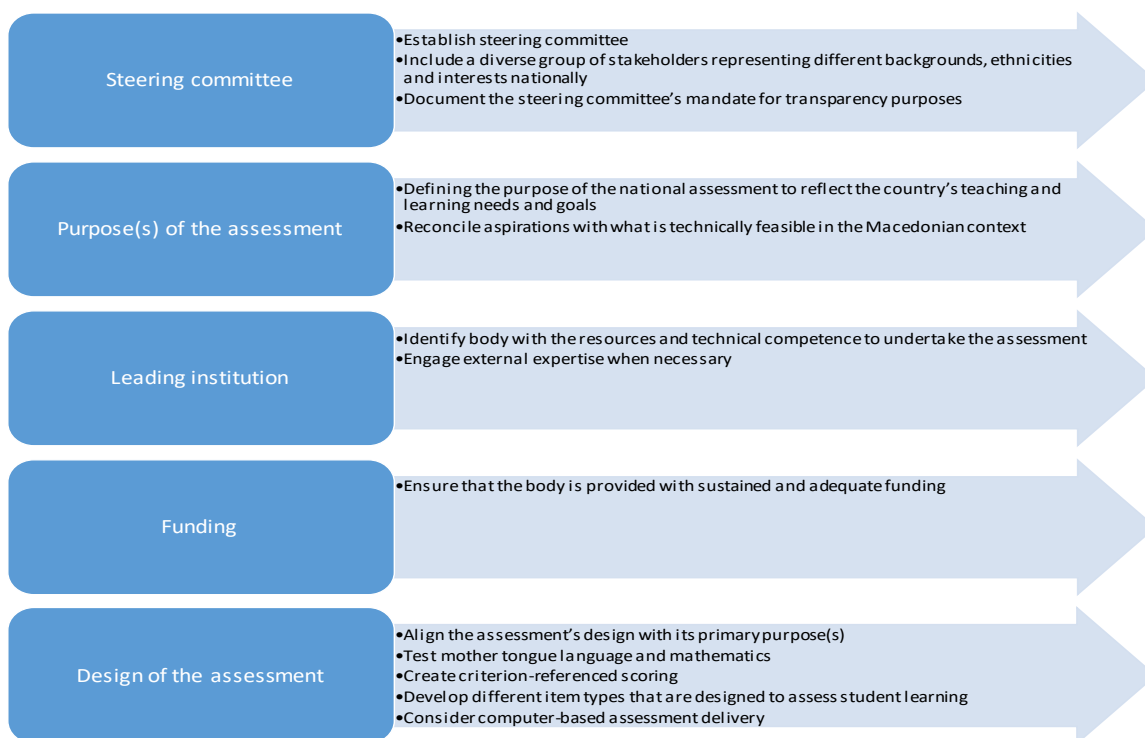 Steering committee
•Establish steering committee
•Include a diverse group of stakeholders representing different backgrounds, ethnicities
and interests nationally
•Document the steering committee's mandate for transparency purposes
Purpose(s) of the assessment
•Defining the purpose of the national assessment to reflect the country's teaching and
learning needs and goals
•Reconcile aspirations with what is technically feasible in the Macedonian context
Leading institution
•Identify body with the resources and technical competence to undertake the assessment
•Engage external expertise when necessary
Funding
•Ensure that the body is provided with sustained and adequate funding
Design of the assessment
•Align the assessment's design with its primary purpose(s)
•Test mother tongue language and mathematics
•Create criterion-referenced scoring
•Develop different item types that are designed to assess student learning
•Consider computer-based assessment delivery